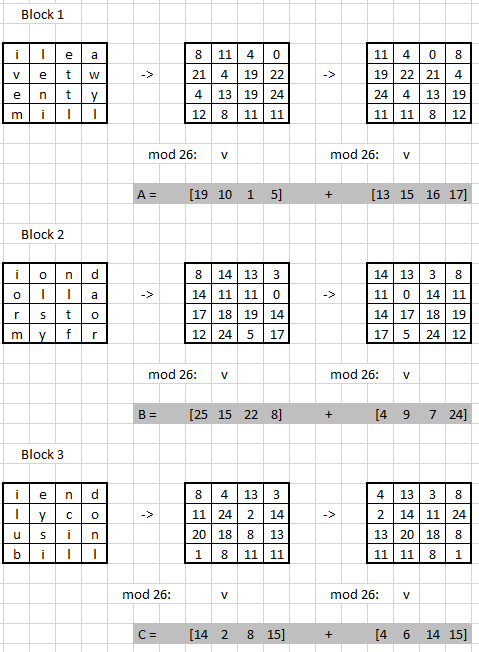 Block 1
i l e a -> 8 11 4 0 -> 11 4 0 8
v e t w 21 4 19 22 19 22 21 4
e n t y 4 13 19 24 24 4 13 19
m i l l 12 8 11 11 11 11 8 12
mod 26: v mod 26: v
A = [19 10 1 5] + [13 15 16 17]
Block 2
i o n d 8 14 13 3 14 13 3 8
o l l a -> 14 11 11 0 -> 11 0 14 11
r s t o 17 18 19 14 14 17 18 19
m y f r 12 24 5 17 17 5 24 12
mod 26: v mod 26: v
B = [25 15 22 8] + [4 9 7 24]
Block 3
i e n d 8 4 13 3 4 13 3 8
l y c o -> 11 24 2 14 -> 2 14 11 24
u s i n 20 18 8 13 13 20 18 8
b i l l 1 8 11 11 11 11 8 1
mod 26: v mod 26: v
C = [14 2 8 15] + [4 6 14 15]